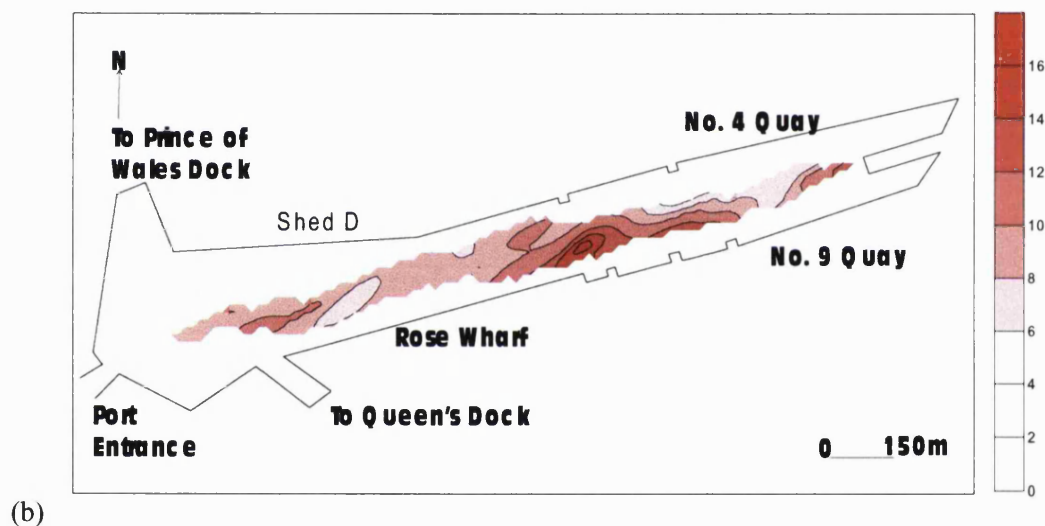 N
To Prince of
Wales Dock
Shed D
No. 4 Quay
No. 9 Quay
Rose Wharf
Port
Entrance
To Queen's Dock
0 150m
16
14
12
10
8
6
4
2
0
(b)